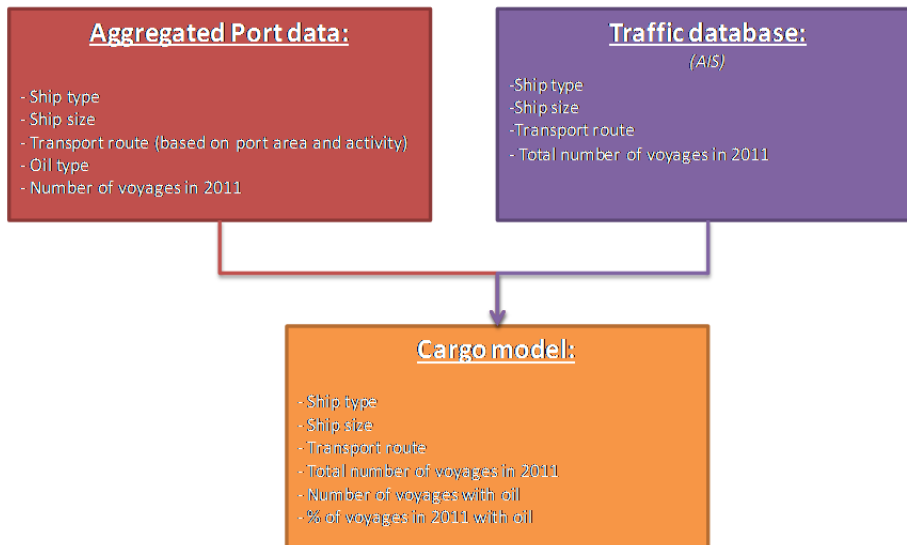 Aggregated Port data:
- Ship type
- Ship size
- Transport route (based on port area and activity)
- Oil type
- Number of voyages in 2011
Traffic database:
(AIS)
-Ship type
-Ship size
-Transport route
- Total number of voyages in 2011
Cargo model:
- Ship type
- Ship size
- Transport route
- Total number of voyages in 2011
- Number of voyages with oil
- % of voyages in 2011 with oil